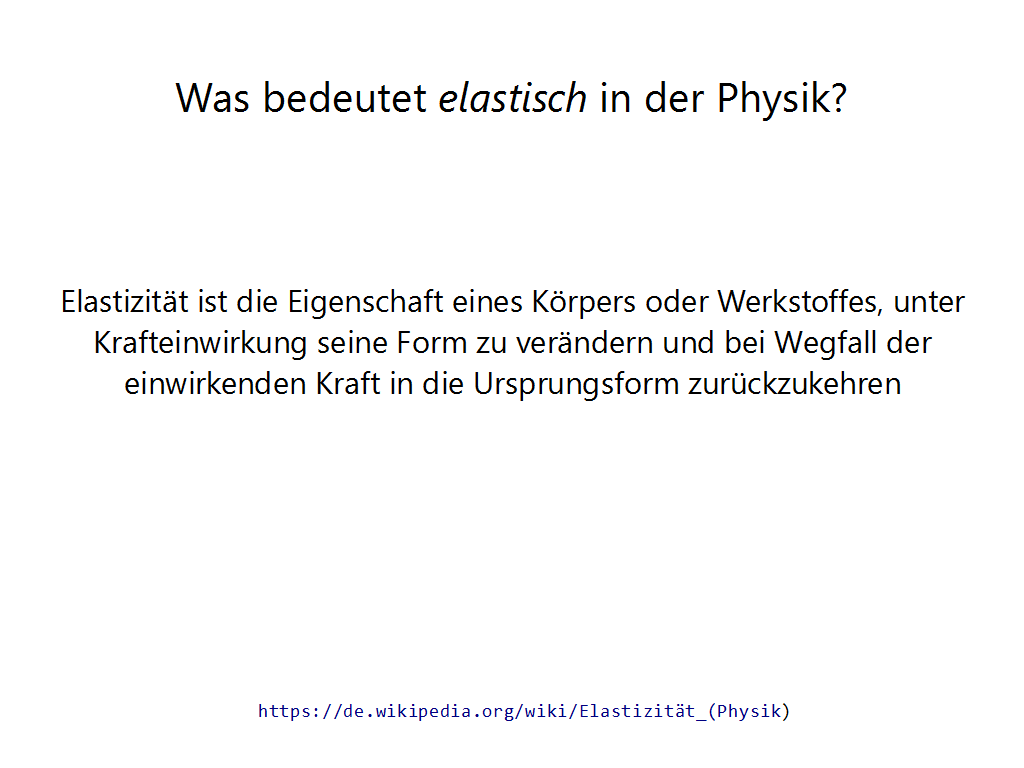 Was bedeutet elastisch in der Physik?
Elastizität ist die Eigenschaft eines Körpers oder Werkstoffes, unter
Krafteinwirkung seine Form zu verändern und bei Wegfall der
einwirkenden Kraft in die Ursprungsform zurückzukehren
https://de.wikipedia.org/wiki/Elastizität_(Physik)